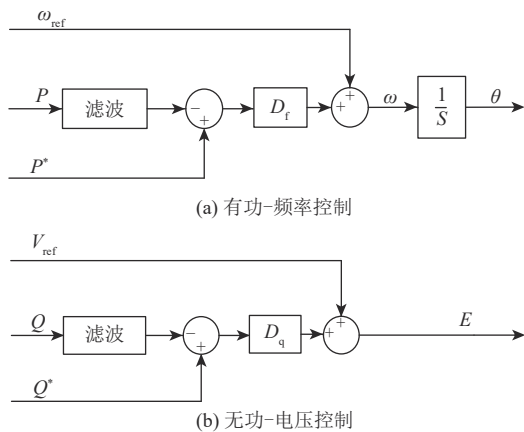 ω_ref
P 滤波 − + D_f + + ω 1/S θ
P*
(a) 有功−频率控制
V_ref
Q 滤波 − + D_q + + E
Q*
(b) 无功−电压控制